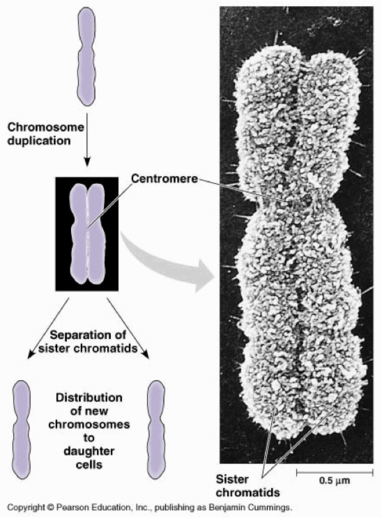 Chromosome
duplication
Centromere
Separation of
sister chromatids
Distribution
of new
chromosomes
to
daughter
cells
Sister
chromatids
0.5 µm
Copyright © Pearson Education, Inc., publishing as Benjamin Cummings.